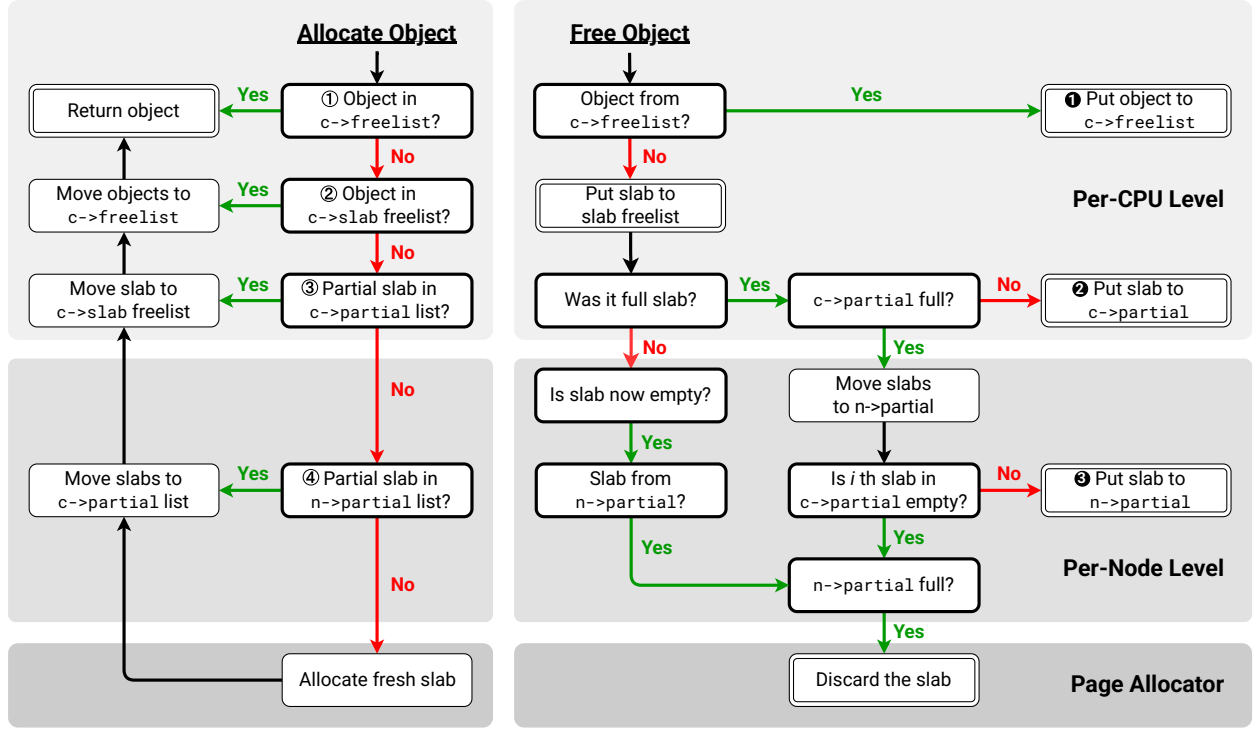 Allocate Object
① Object in
c->freelist?
Yes
Return object
No
② Object in
c->slab freelist?
Yes
Move objects to
c->freelist
No
③ Partial slab in
c->partial list?
Yes
Move slab to
c->slab freelist
No
④ Partial slab in
n->partial list?
Yes
Move slabs to
c->partial list
No
Allocate fresh slab
Free Object
Object from
c->freelist?
Yes
❶ Put object to
c->freelist
No
Put slab to
slab freelist
Per-CPU Level
Was it full slab?
Yes
c->partial full?
No
❷ Put slab to
c->partial
No
Yes
Is slab now empty?
Move slabs
to n->partial
Yes
Slab from
n->partial?
Is i th slab in
c->partial empty?
No
❸ Put slab to
n->partial
Yes
Yes
n->partial full?
Per-Node Level
Yes
Discard the slab
Page Allocator